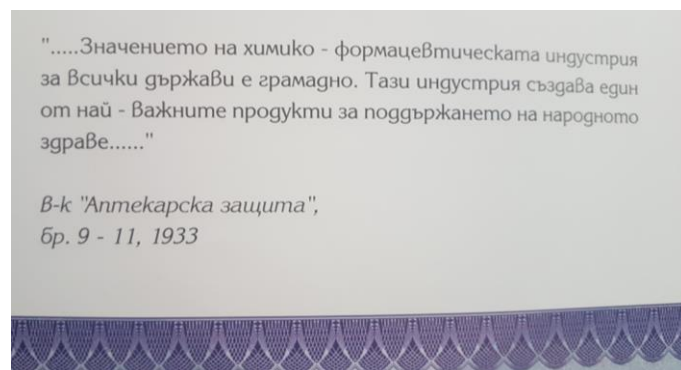 ".....Значението на химико - формацевтическата индустрия
за всички държави е грамадно. Тази индустрия създава един
от най - важните продукти за поддържането на народното
здраве......"
в-к "Аптекарска защита",
бр. 9 - 11, 1933